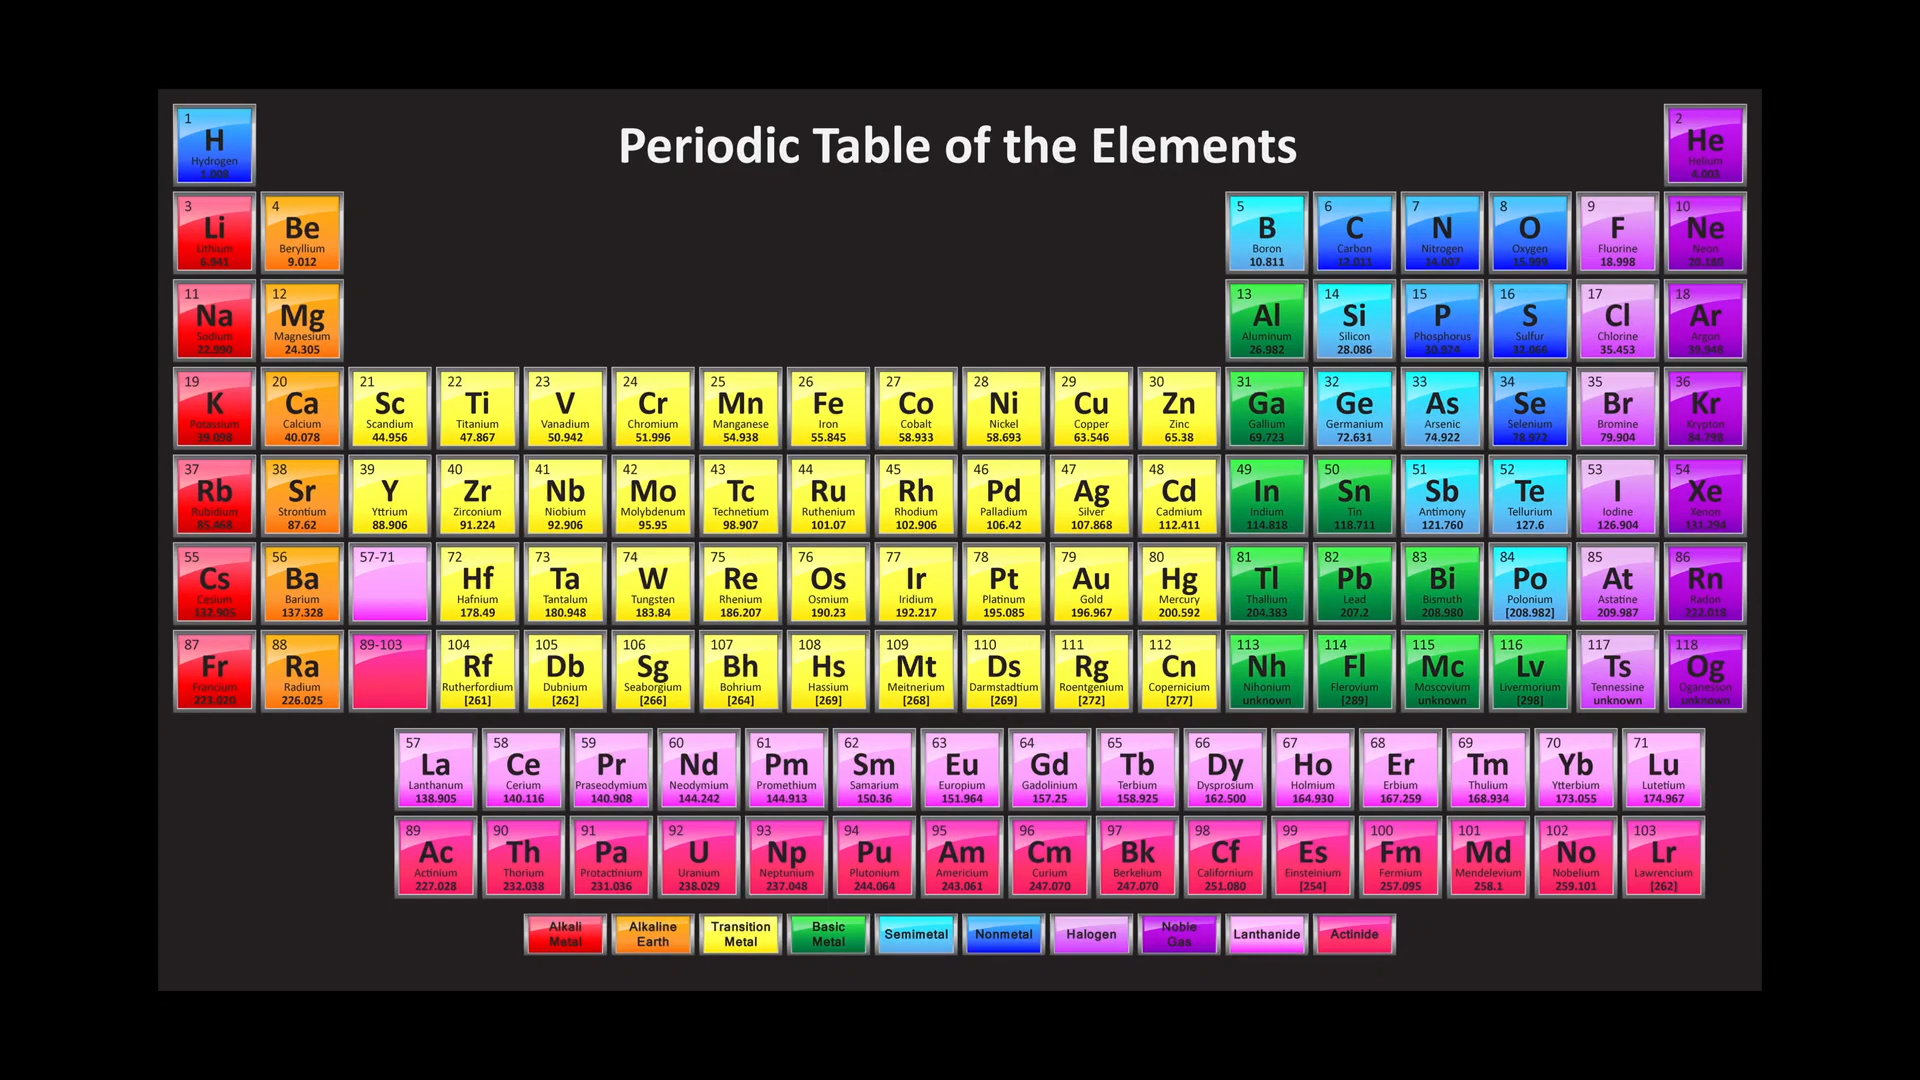 Periodic Table of the Elements
1
H
Hydrogen
1.008
2
He
Helium
4.003
3
Li
Lithium
6.941
4
Be
Beryllium
9.012
5
B
Boron
10.811
6
C
Carbon
12.011
7
N
Nitrogen
14.007
8
O
Oxygen
15.999
9
F
Fluorine
18.998
10
Ne
Neon
20.180
11
Na
Sodium
22.990
12
Mg
Magnesium
24.305
13
Al
Aluminum
26.982
14
Si
Silicon
28.086
15
P
Phosphorus
30.974
16
S
Sulfur
32.066
17
Cl
Chlorine
35.453
18
Ar
Argon
39.948
19
K
Potassium
39.098
20
Ca
Calcium
40.078
21
Sc
Scandium
44.956
22
Ti
Titanium
47.867
23
V
Vanadium
50.942
24
Cr
Chromium
51.996
25
Mn
Manganese
54.938
26
Fe
Iron
55.845
27
Co
Cobalt
58.933
28
Ni
Nickel
58.693
29
Cu
Copper
63.546
30
Zn
Zinc
65.38
31
Ga
Gallium
69.723
32
Ge
Germanium
72.631
33
As
Arsenic
74.922
34
Se
Selenium
78.972
35
Br
Bromine
79.904
36
Kr
Krypton
84.798
37
Rb
Rubidium
85.468
38
Sr
Strontium
87.62
39
Y
Yttrium
88.906
40
Zr
Zirconium
91.224
41
Nb
Niobium
92.906
42
Mo
Molybdenum
95.95
43
Tc
Technetium
98.907
44
Ru
Ruthenium
101.07
45
Rh
Rhodium
102.906
46
Pd
Palladium
106.42
47
Ag
Silver
107.868
48
Cd
Cadmium
112.411
49
In
Indium
114.818
50
Sn
Tin
118.711
51
Sb
Antimony
121.760
52
Te
Tellurium
127.6
53
I
Iodine
126.904
54
Xe
Xenon
131.294
55
Cs
Cesium
132.905
56
Ba
Barium
137.328
57-71
72
Hf
Hafnium
178.49
73
Ta
Tantalum
180.948
74
W
Tungsten
183.84
75
Re
Rhenium
186.207
76
Os
Osmium
190.23
77
Ir
Iridium
192.217
78
Pt
Platinum
195.085
79
Au
Gold
196.967
80
Hg
Mercury
200.592
81
Tl
Thallium
204.383
82
Pb
Lead
207.2
83
Bi
Bismuth
208.980
84
Po
Polonium
[208.982]
85
At
Astatine
209.987
86
Rn
Radon
222.018
87
Fr
Francium
223.020
88
Ra
Radium
226.025
89-103
104
Rf
Rutherfordium
[261]
105
Db
Dubnium
[262]
106
Sg
Seaborgium
[266]
107
Bh
Bohrium
[264]
108
Hs
Hassium
[269]
109
Mt
Meitnerium
[268]
110
Ds
Darmstadtium
[269]
111
Rg
Roentgenium
[272]
112
Cn
Copernicium
[277]
113
Nh
Nihonium
unknown
114
Fl
Flerovium
[289]
115
Mc
Moscovium
unknown
116
Lv
Livermorium
[298]
117
Ts
Tennessine
unknown
118
Og
Oganesson
unknown
57
La
Lanthanum
138.905
58
Ce
Cerium
140.116
59
Pr
Praseodymium
140.908
60
Nd
Neodymium
144.242
61
Pm
Promethium
144.913
62
Sm
Samarium
150.36
63
Eu
Europium
151.964
64
Gd
Gadolinium
157.25
65
Tb
Terbium
158.925
66
Dy
Dysprosium
162.500
67
Ho
Holmium
164.930
68
Er
Erbium
167.259
69
Tm
Thulium
168.934
70
Yb
Ytterbium
173.055
71
Lu
Lutetium
174.967
89
Ac
Actinium
227.028
90
Th
Thorium
232.038
91
Pa
Protactinium
231.036
92
U
Uranium
238.029
93
Np
Neptunium
237.048
94
Pu
Plutonium
244.064
95
Am
Americium
243.061
96
Cm
Curium
247.070
97
Bk
Berkelium
247.070
98
Cf
Californium
251.080
99
Es
Einsteinium
[254]
100
Fm
Fermium
257.095
101
Md
Mendelevium
258.1
102
No
Nobelium
259.101
103
Lr
Lawrencium
[262]
Alkali
Metal
Alkaline
Earth
Transition
Metal
Basic
Metal
Semimetal
Nonmetal
Halogen
Noble
Gas
Lanthanide
Actinide